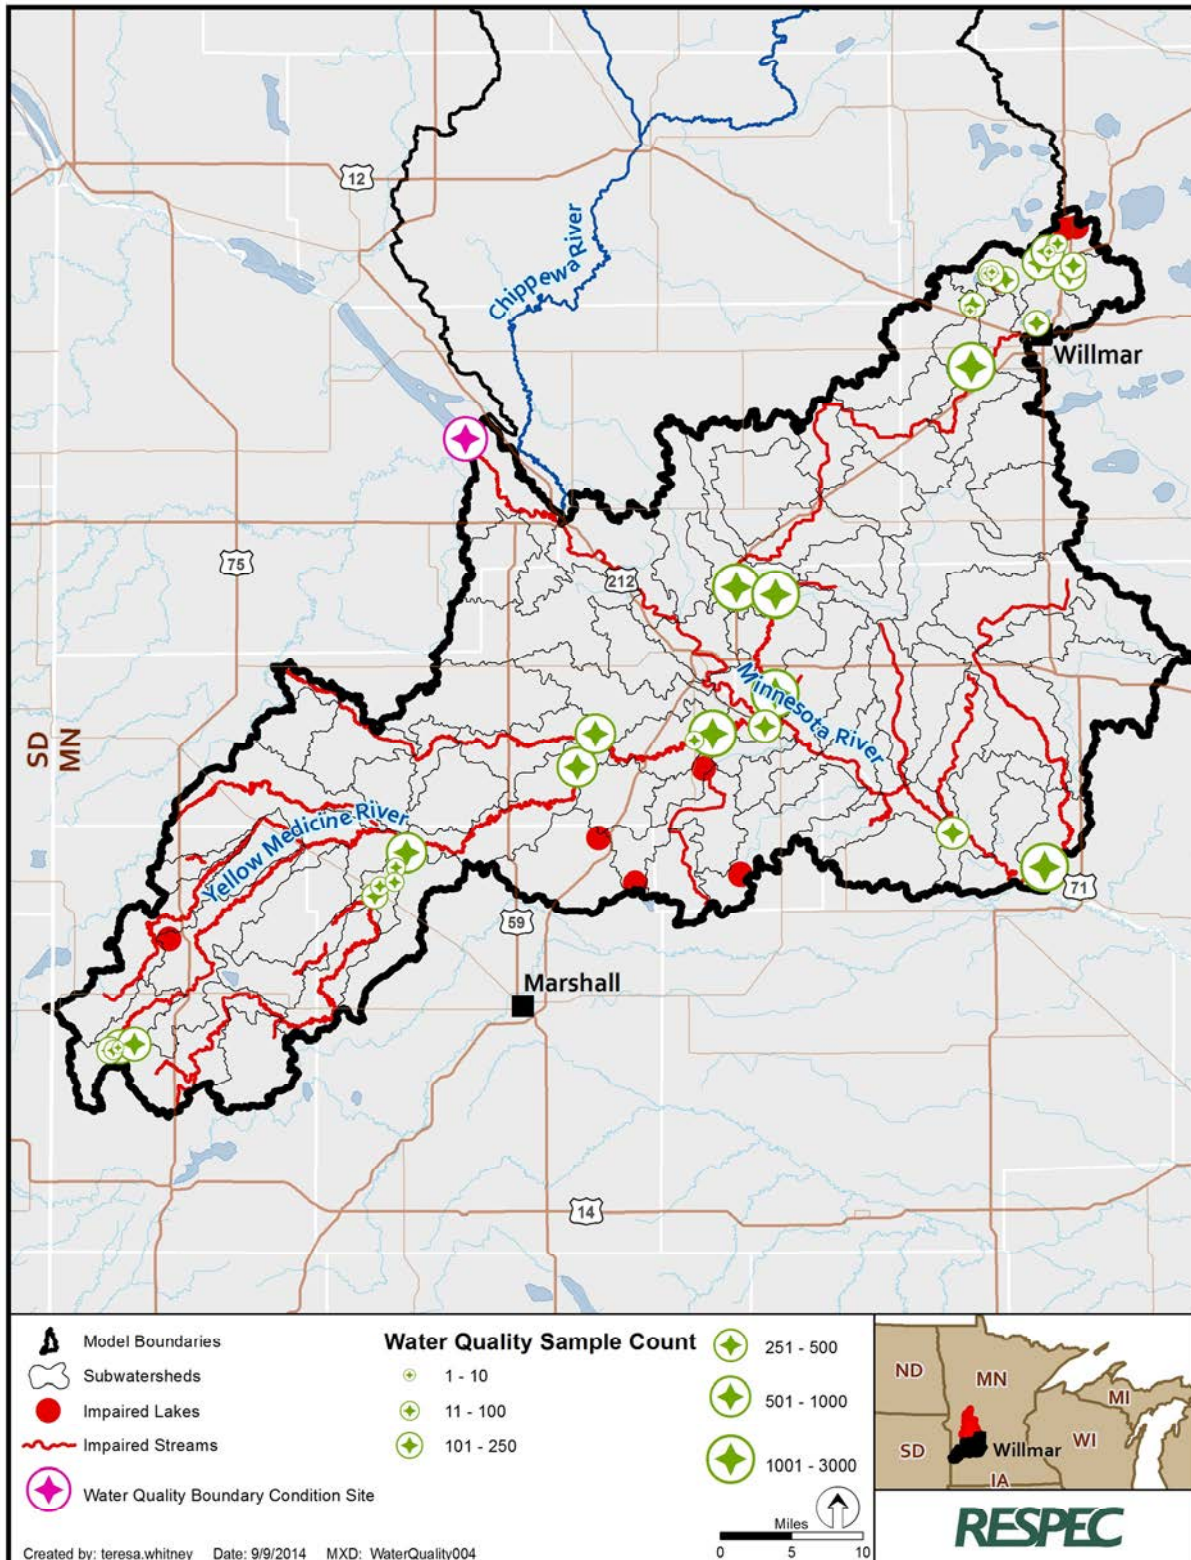 12
Chippewa River
Willmar
75
212
Minnesota River
SD
MN
Yellow Medicine River
71
59
Marshall
14
Model Boundaries
Subwatersheds
Impaired Lakes
Impaired Streams
Water Quality Boundary Condition Site
Water Quality Sample Count
1 - 10
11 - 100
101 - 250
251 - 500
501 - 1000
1001 - 3000
Miles
0 5 10
ND
MN
MI
SD
WI
Willmar
IA
RESPEC
Created by: teresa.whitney Date: 9/9/2014 MXD: WaterQuality004